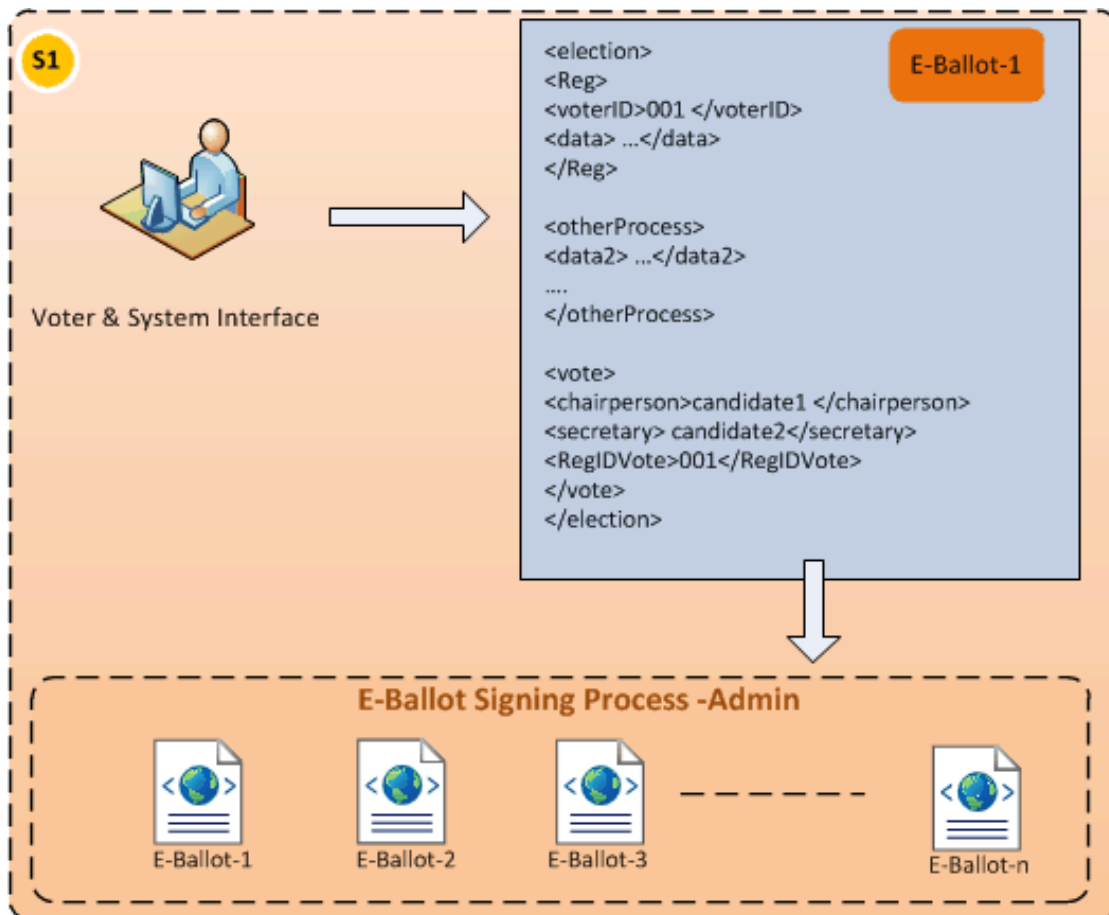 S1
Voter & System Interface
E-Ballot-1
<election>
<Reg>
<voterID>001 </voterID>
<data> ...</data>
</Reg>
<otherProcess>
<data2> ...</data2>
....
</otherProcess>
<vote>
<chairperson>candidate1 </chairperson>
<secretary> candidate2</secretary>
<RegIDVote>001</RegIDVote>
</vote>
</election>
E-Ballot Signing Process -Admin
E-Ballot-1
E-Ballot-2
E-Ballot-3
E-Ballot-n